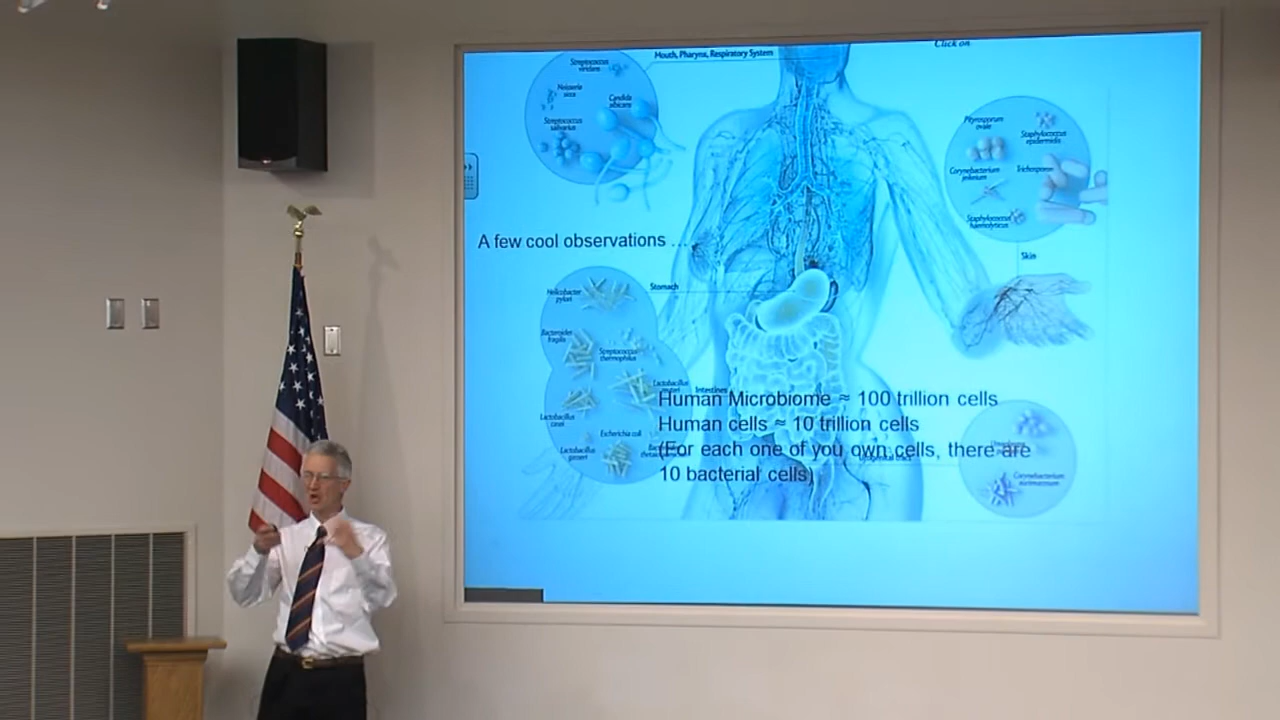 Click on
Mouth, Pharynx, Respiratory System
Streptococcus
viridans
Neisseria
sicca
Candida
albicans
Streptococcus
salivarius
Pityrosporum
ovale
Staphylococcus
epidermidis
Corynebacterium
jeikeium
Trichosporon
Staphylococcus
haemolyticus
Skin
A few cool observations ...
Stomach
Helicobacter
pylori
Bacteroides
fragilis
Streptococcus
thermophilus
Lactobacillus
Intestines
Lactobacillus
casei
Escherichia coli
Lactobacillus
gasseri
Human Microbiome ≈ 100 trillion cells
Human cells ≈ 10 trillion cells
(For each one of you own cells, there are
10 bacterial cells)
Corynebacterium